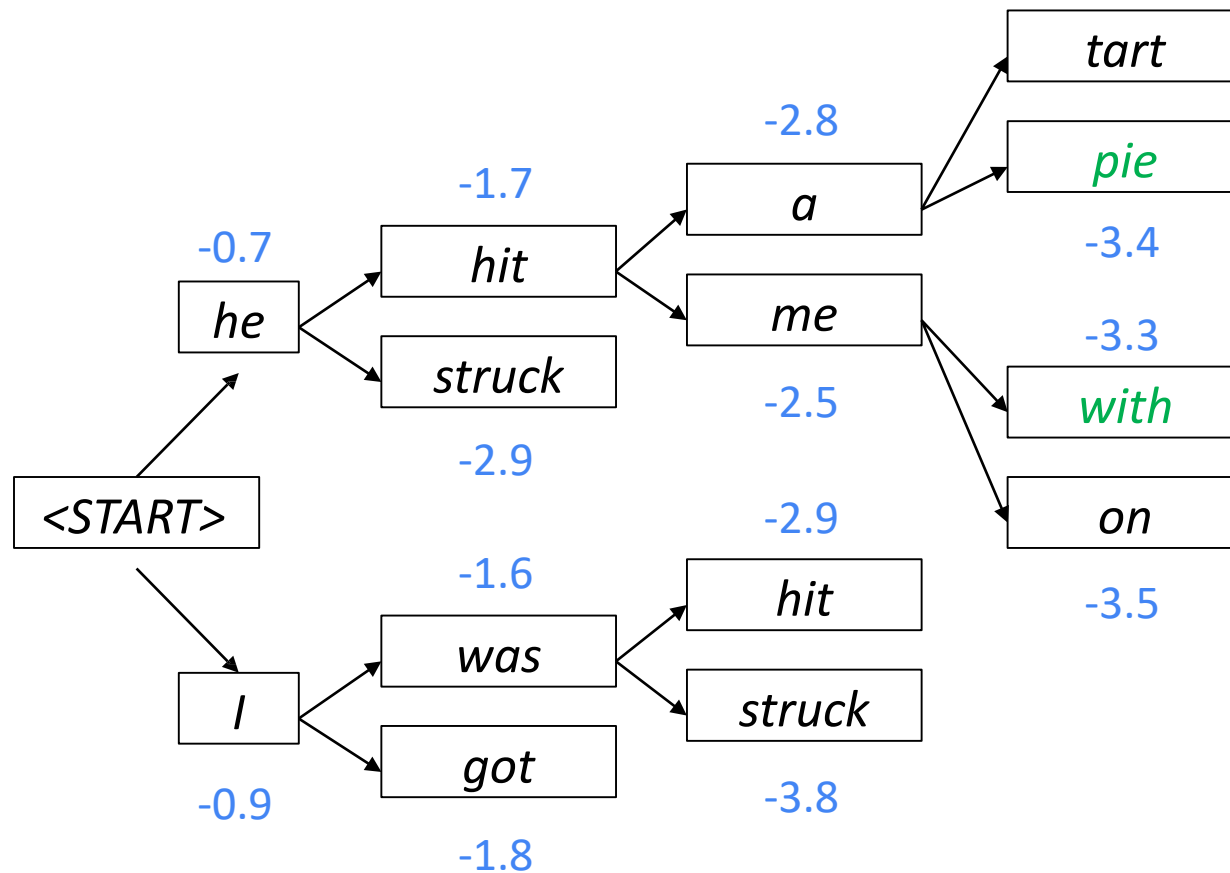 tart
-2.8
pie
-1.7
a
-0.7
hit
-3.4
he
me
-3.3
struck
-2.5
with
-2.9
<START>
-2.9
on
-1.6
hit
-3.5
was
I
struck
got
-0.9
-3.8
-1.8